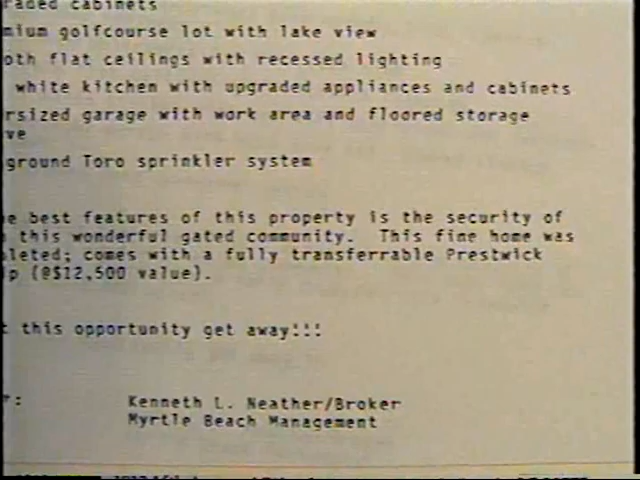 raded cabinets
mium golfcourse lot with lake view
oth flat ceilings with recessed lighting
white kitchen with upgraded appliances and cabinets
rsized garage with work area and floored storage
ve
ground Toro sprinkler system
e best features of this property is the security of
this wonderful gated community. This fine home was
leted; comes with a fully transferrable Prestwick
p (@$12,500 value).
t this opportunity get away!!!
r: Kenneth L. Neather/Broker
Myrtle Beach Management